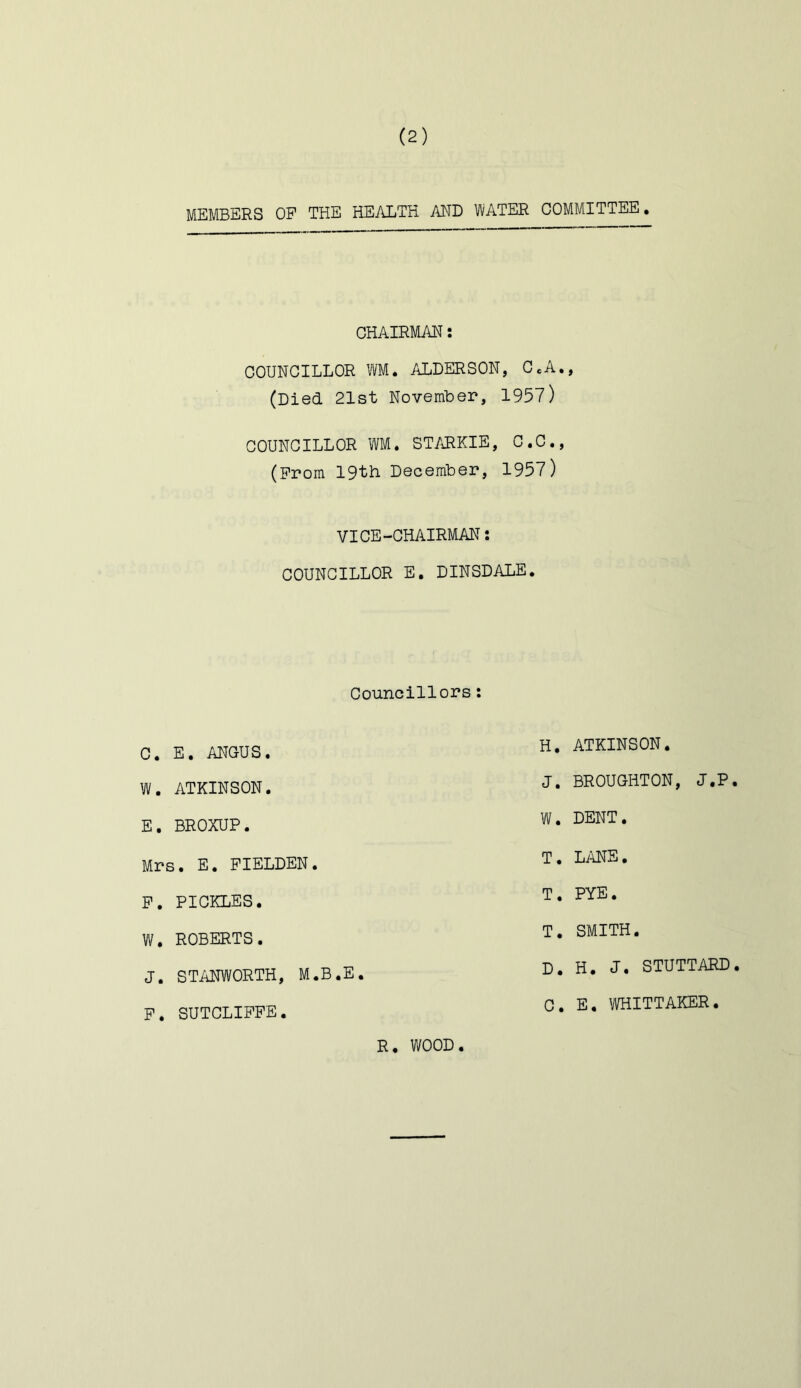 (2)
MEMBERS OF THE HEALTH AND WATER COMMITTEE.
CHAIRMAN:
COUNCILLOR WM. ALDERSON, C.A.,
(Died 21st November, 1957)
COUNCILLOR WM. STARKIE, C.C.,
(From 19th December, 1957)
VICE-CHAIRMAN:
COUNCILLOR E. DINSDALE.
Councillors:
C. E. ANGUS.
W. ATKINSON.
E. BROXUP.
Mrs. E. FIELDEN.
F. PICKLES.
W. ROBERTS.
J. STANWORTH, M.B.E.
F. SUTCLIFFE.
H. ATKINSON.
J. BROUGHTON, J.P.
W. DENT.
T. LANE.
T. PYE.
T. SMITH.
D. H. J. STUTTARD.
C. E. WHITTAKER.
R. WOOD.